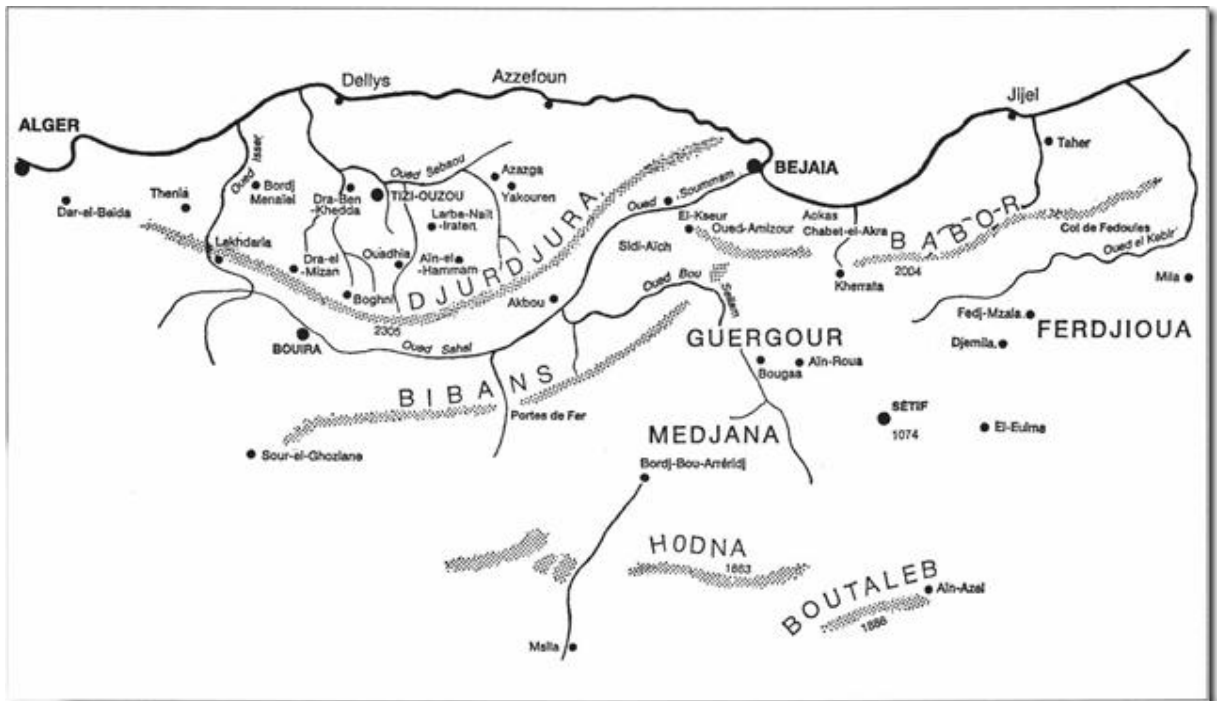 Dellys
Azzefoun
Jijel
ALGER
Taher
Oued Isser
Oued Sebaou
Azazga
BEJAIA
Thenia
Bordj
Menaïel
Dra-Ben
-Khedda
TIZI-OUZOU
Yakouren
Oued Soummam
Dar-el-Beïda
Larba-Naït
-Iraten
El-Kseur
Oued-Amizour
Aokas
Chabet-el-Akra
BABOR
Col de Fedoules
Oued el Kebir
Lakhdaria
Dra-el
-Mizan
Ouadhia
Aïn-el
-Hammam
DJURDJURA
Sidi-Aïch
2004
Kherrata
Mila
Boghni
Akbou
Oued Bou
Sellam
2305
BOUIRA
Oued Sahel
GUERGOUR
Fedj-Mzala
FERDJIOUA
Djemila
Bougaa
Aïn-Roua
BIBANS
Portes de Fer
SÉTIF
1074
El-Eulma
MEDJANA
Sour-el-Ghozlane
Bordj-Bou-Arréridj
HODNA
1863
BOUTALEB
1886
Aïn-Azel
Msila